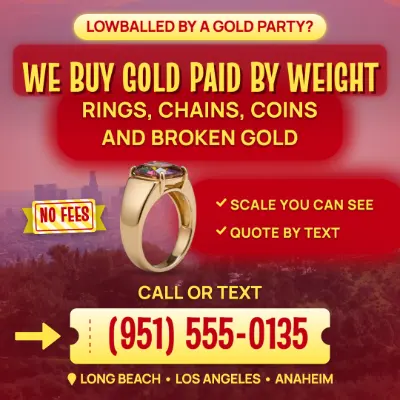 LOWBALLED BY A GOLD PARTY?
WE BUY GOLD PAID BY WEIGHT
RINGS, CHAINS, COINS
AND BROKEN GOLD
NO FEES
✓ SCALE YOU CAN SEE
✓ QUOTE BY TEXT
CALL OR TEXT
(951) 555-0135
LONG BEACH • LOS ANGELES • ANAHEIM